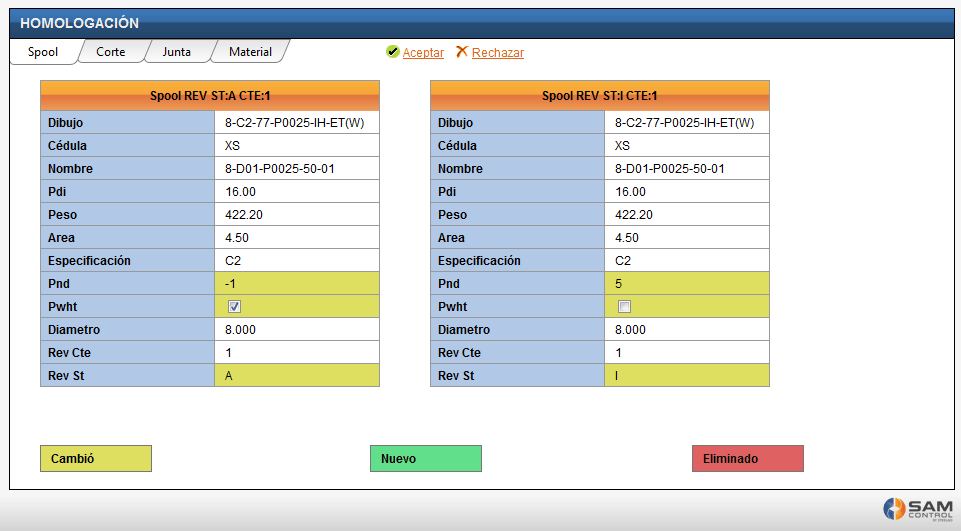 HOMOLOGACIÓN
Spool Corte Junta Material Aceptar Rechazar
Spool REV ST:A CTE:1
Dibujo 8-C2-77-P0025-IH-ET(W)
Cédula XS
Nombre 8-D01-P0025-50-01
Pdi 16.00
Peso 422.20
Area 4.50
Especificación C2
Pnd -1
Pwht
Diametro 8.000
Rev Cte 1
Rev St A
Spool REV ST:I CTE:1
Dibujo 8-C2-77-P0025-IH-ET(W)
Cédula XS
Nombre 8-D01-P0025-50-01
Pdi 16.00
Peso 422.20
Area 4.50
Especificación C2
Pnd 5
Pwht
Diametro 8.000
Rev Cte 1
Rev St I
Cambió Nuevo Eliminado
SAM
CONTROL